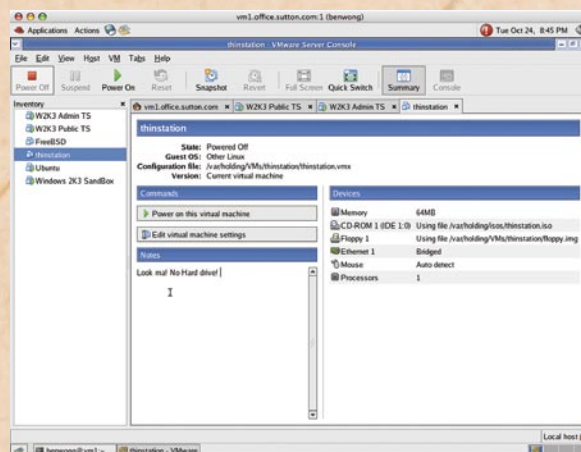 vm1.office.sutton.com:1 (benwong)
Applications Actions Tue Oct 24, 8:45 PM
thinstation - VMware Server Console
File Edit View Host VM Tabs Help
Power Off Suspend Power On Reset Snapshot Revert Full Screen Quick Switch Summary Console
Inventory
W2K3 Admin TS
W2K3 Public TS
FreeBSD
thinstation
Ubuntu
Windows 2K3 SandBox
vm1.office.sutton.com W2K3 Public TS W2K3 Admin TS thinstation
thinstation
State: Powered Off
Guest OS: Other Linux
Configuration file: /var/holding/VMs/thinstation/thinstation.vmx
Version: Current virtual machine
Commands
Power on this virtual machine
Edit virtual machine settings
Notes
Look ma! No Hard drive!
Devices
Memory 64MB
CD-ROM 1 (IDE 1:0) Using file /var/holding/isos/thinstation.iso
Floppy 1 Using file /var/holding/VMs/thinstation/floppy.img
Ethernet 1 Bridged
Mouse Auto detect
Processors 1
Local host
benwong@vm1:~ thinstation - VMware